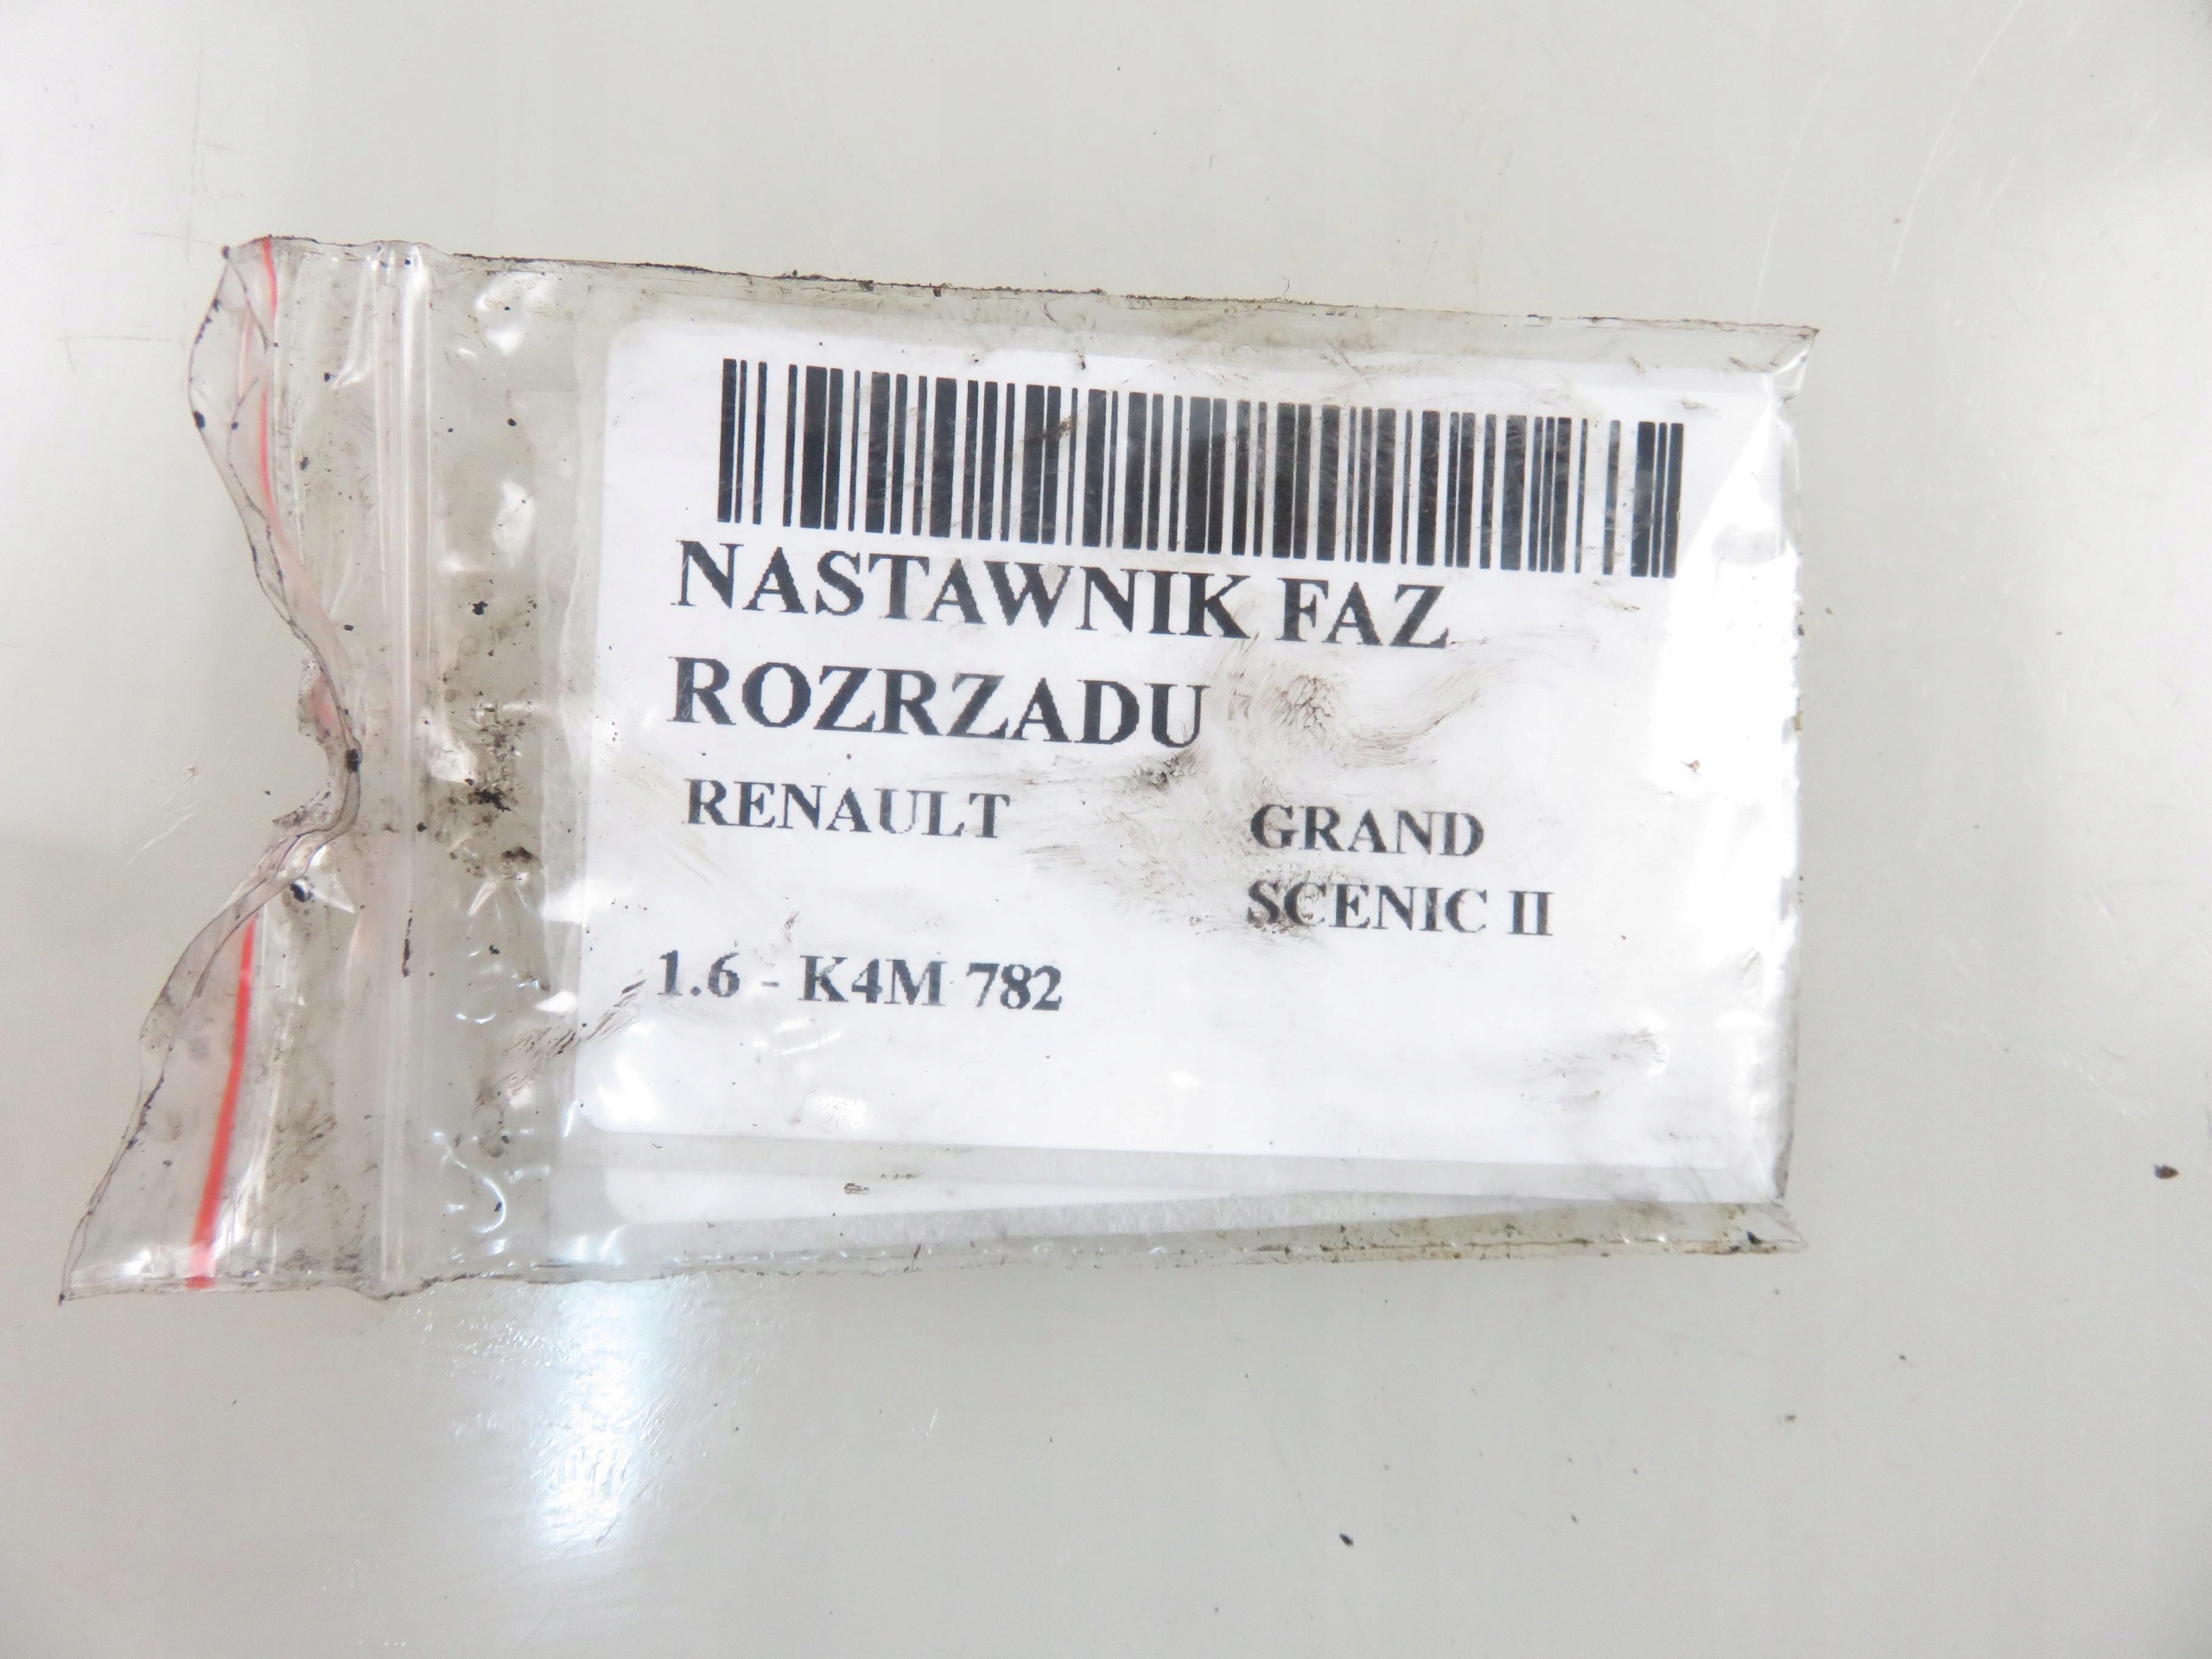 NASTAWNIK FAZ
ROZRZADU
RENAULT GRAND
SCENIC II
1.6 - K4M 782